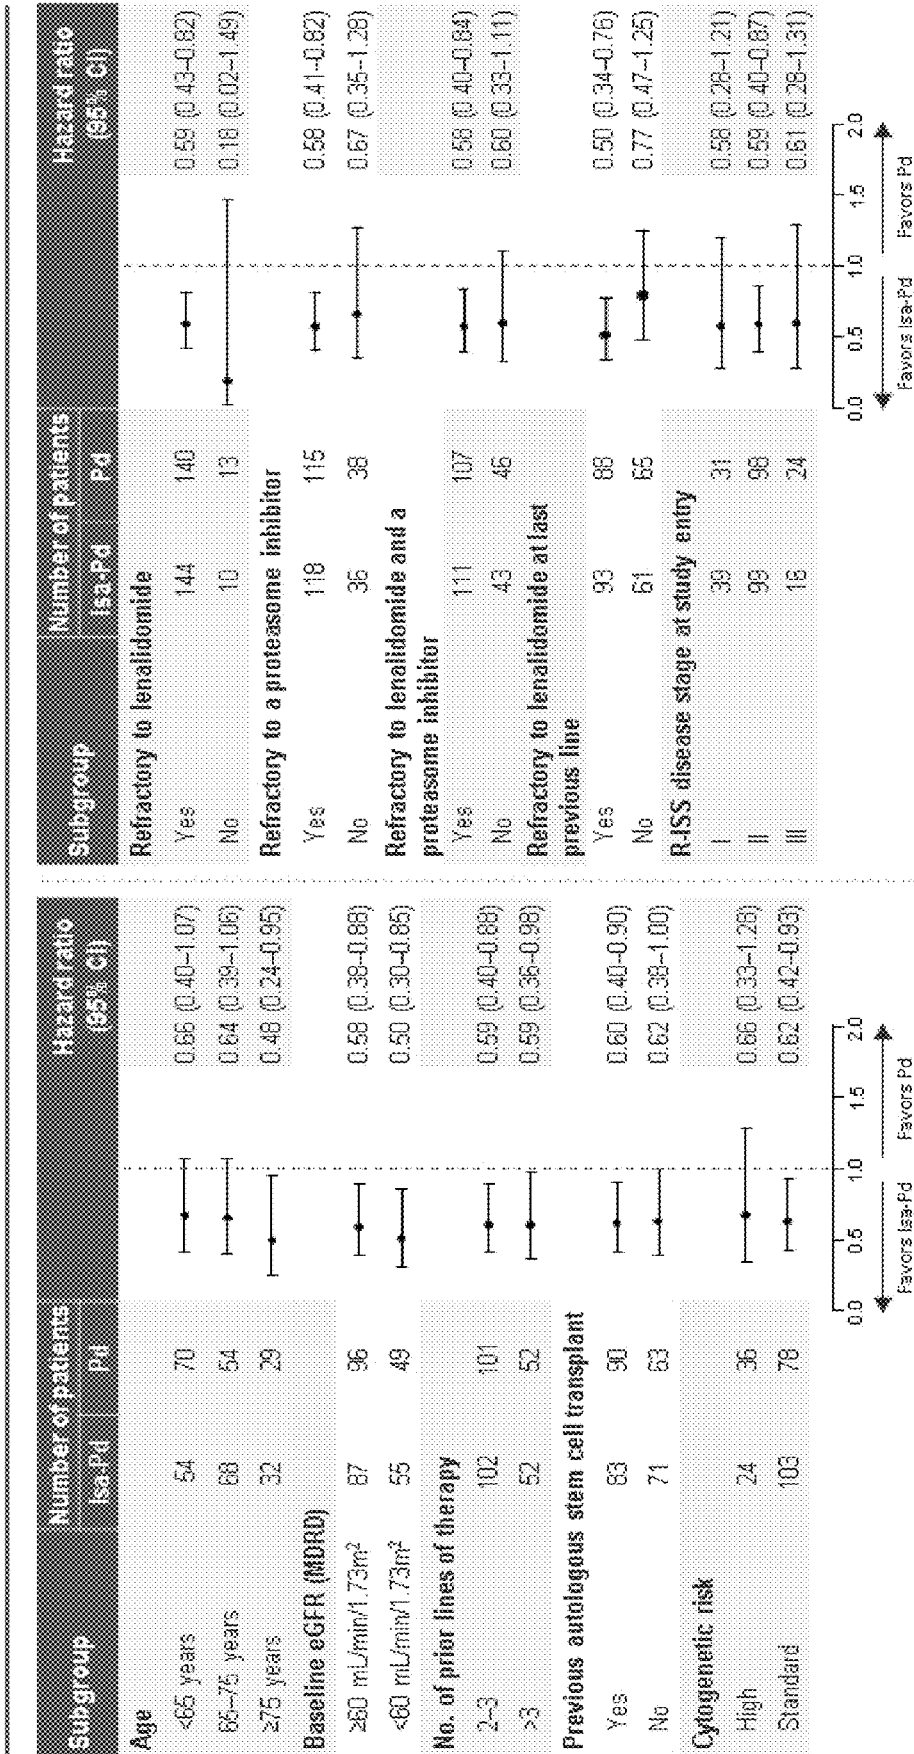 Subgroup Number of patients Hazard ratio
Isa-Pd Pd (95% CI)
Age
<65 years 54 70 0.66 (0.40–1.07)
65–75 years 68 54 0.64 (0.39–1.06)
≥75 years 32 29 0.48 (0.24–0.95)
Baseline eGFR (MDRD)
≥60 mL/min/1.73m² 87 96 0.58 (0.38–0.88)
<60 mL/min/1.73m² 55 49 0.50 (0.30–0.85)
No. of prior lines of therapy
2–3 102 101 0.59 (0.40–0.88)
>3 52 52 0.59 (0.36–0.98)
Previous autologous stem cell transplant
Yes 83 90 0.60 (0.40–0.90)
No 71 63 0.62 (0.38–1.00)
Cytogenetic risk
High 24 36 0.66 (0.33–1.28)
Standard 103 78 0.62 (0.42–0.93)
0.0 0.5 1.0 1.5 2.0
Favors Isa-Pd Favors Pd
Subgroup Number of patients Hazard ratio
Isa-Pd Pd (95% CI)
Refractory to lenalidomide
Yes 144 140 0.59 (0.43–0.82)
No 10 13 0.18 (0.02–1.49)
Refractory to a proteasome inhibitor
Yes 118 115 0.58 (0.41–0.82)
No 36 38 0.67 (0.35–1.28)
Refractory to lenalidomide and a
proteasome inhibitor
Yes 111 107 0.58 (0.40–0.84)
No 43 46 0.60 (0.33–1.11)
Refractory to lenalidomide at last
previous line
Yes 93 88 0.50 (0.34–0.76)
No 61 65 0.77 (0.47–1.25)
R-ISS disease stage at study entry
I 39 31 0.58 (0.28–1.21)
II 99 98 0.59 (0.40–0.87)
III 16 24 0.61 (0.28–1.31)
0.0 0.5 1.0 1.5 2.0
Favors Isa-Pd Favors Pd